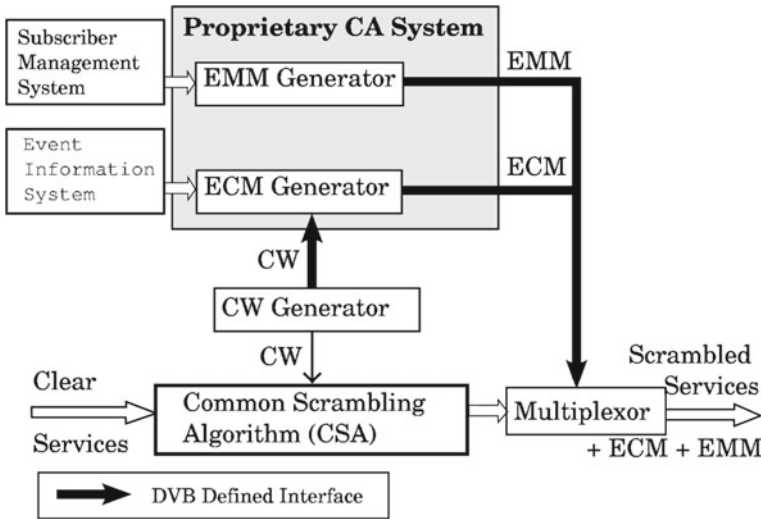 Proprietary CA System
Subscriber
Management
System
EMM Generator
EMM
Event
Information
System
ECM Generator
ECM
CW
CW Generator
CW
Clear
Services
Common Scrambling
Algorithm (CSA)
Multiplexor
Scrambled
Services
+ ECM + EMM
DVB Defined Interface